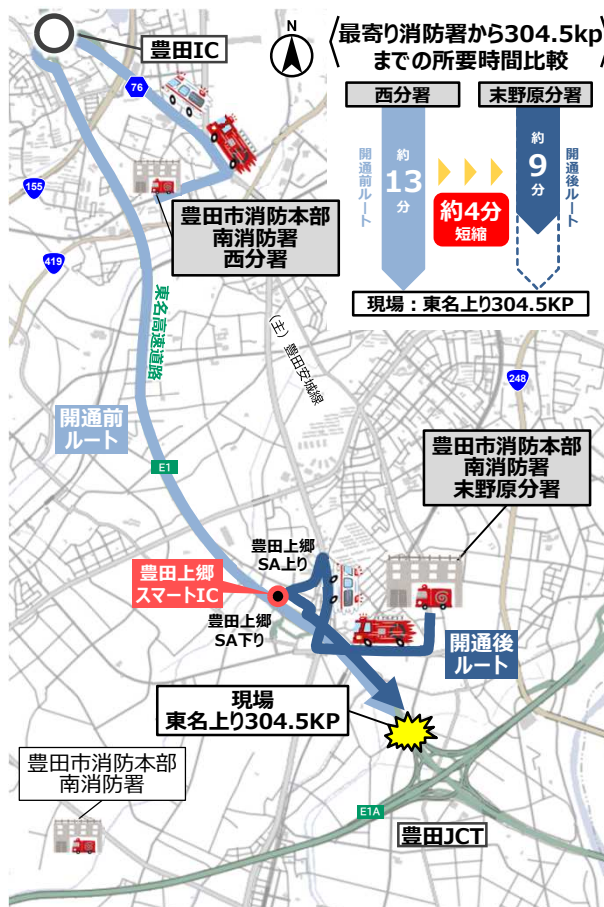 豊田IC
N
最寄り消防署から304.5kp
までの所要時間比較
西分署
末野原分署
開通前ルート
約13分
約4分
短縮
約9分
開通後ルート
現場：東名上り304.5KP
76
155
419
豊田市消防本部
南消防署
西分署
東名高速道路
(主)豊田安城線
248
開通前
ルート
E1
豊田市消防本部
南消防署
末野原分署
豊田上郷
SA上り
豊田上郷
スマートIC
豊田上郷
SA下り
開通後
ルート
現場
東名上り304.5KP
豊田市消防本部
南消防署
E1A
豊田JCT